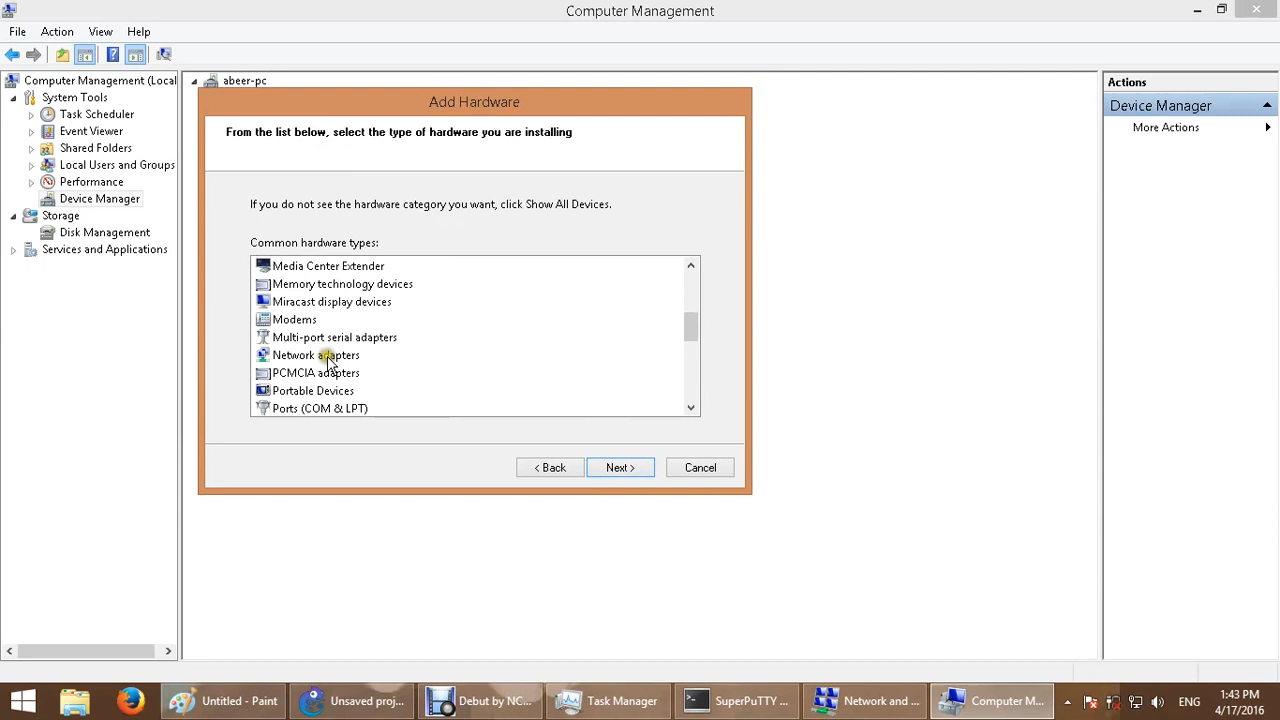 Computer Management
File Action View Help
Computer Management (Local
System Tools
Task Scheduler
Event Viewer
Shared Folders
Local Users and Groups
Performance
Device Manager
Storage
Disk Management
Services and Applications
abeer-pc
Add Hardware
From the list below, select the type of hardware you are installing
If you do not see the hardware category you want, click Show All Devices.
Common hardware types:
Media Center Extender
Memory technology devices
Miracast display devices
Modems
Multi-port serial adapters
Network adapters
PCMCIA adapters
Portable Devices
Ports (COM & LPT)
< Back Next > Cancel
Actions
Device Manager
More Actions
Untitled - Paint Unsaved proj... Debut by NC... Task Manager SuperPuTTY ... Network and ... Computer M... ENG
1:43 PM
4/17/2016